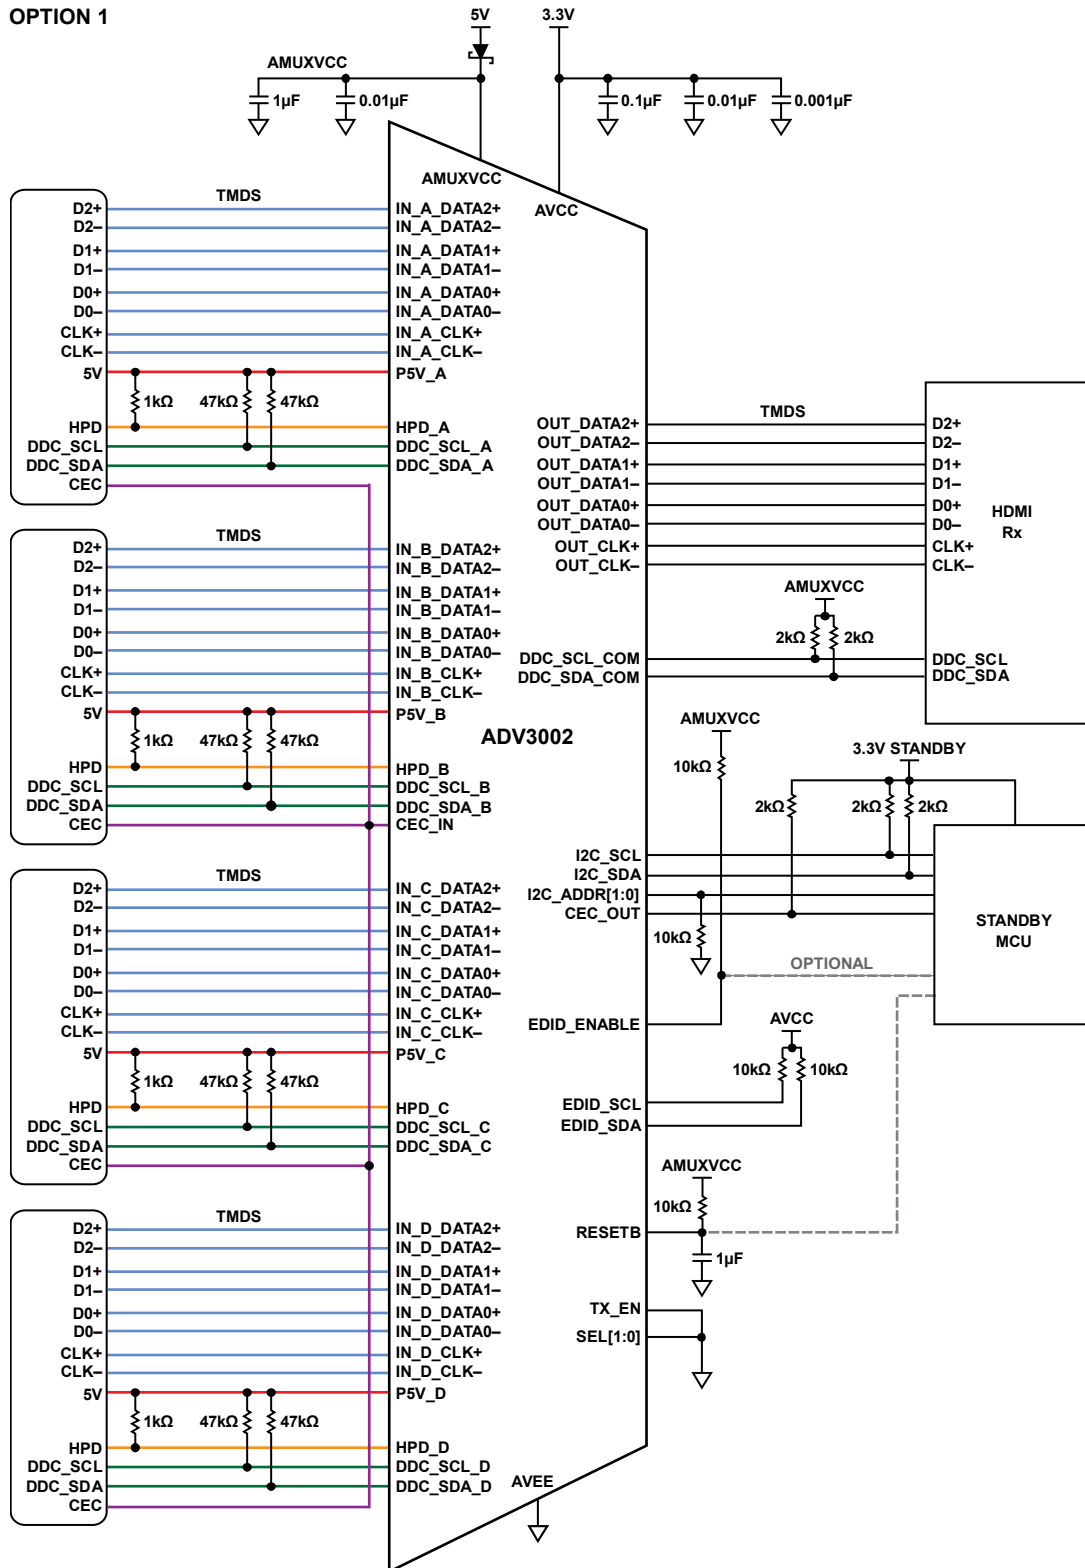 OPTION 1
5V
3.3V
AMUXVCC
1µF
0.01µF
0.1µF
0.01µF
0.001µF
AMUXVCC
AVCC
TMDS
D2+
IN_A_DATA2+
D2–
IN_A_DATA2–
D1+
IN_A_DATA1+
D1–
IN_A_DATA1–
D0+
IN_A_DATA0+
D0–
IN_A_DATA0–
CLK+
IN_A_CLK+
CLK–
IN_A_CLK–
5V
P5V_A
1kΩ
47kΩ
47kΩ
HPD
HPD_A
DDC_SCL
DDC_SCL_A
DDC_SDA
DDC_SDA_A
CEC
TMDS
D2+
IN_B_DATA2+
D2–
IN_B_DATA2–
D1+
IN_B_DATA1+
D1–
IN_B_DATA1–
D0+
IN_B_DATA0+
D0–
IN_B_DATA0–
CLK+
IN_B_CLK+
CLK–
IN_B_CLK–
5V
P5V_B
1kΩ
47kΩ
47kΩ
HPD
HPD_B
DDC_SCL
DDC_SCL_B
DDC_SDA
DDC_SDA_B
CEC
CEC_IN
TMDS
D2+
IN_C_DATA2+
D2–
IN_C_DATA2–
D1+
IN_C_DATA1+
D1–
IN_C_DATA1–
D0+
IN_C_DATA0+
D0–
IN_C_DATA0–
CLK+
IN_C_CLK+
CLK–
IN_C_CLK–
5V
P5V_C
1kΩ
47kΩ
47kΩ
HPD
HPD_C
DDC_SCL
DDC_SCL_C
DDC_SDA
DDC_SDA_C
CEC
TMDS
D2+
IN_D_DATA2+
D2–
IN_D_DATA2–
D1+
IN_D_DATA1+
D1–
IN_D_DATA1–
D0+
IN_D_DATA0+
D0–
IN_D_DATA0–
CLK+
IN_D_CLK+
CLK–
IN_D_CLK–
5V
P5V_D
1kΩ
47kΩ
47kΩ
HPD
HPD_D
DDC_SCL
DDC_SCL_D
DDC_SDA
DDC_SDA_D
CEC
ADV3002
AVEE
TMDS
OUT_DATA2+
D2+
OUT_DATA2–
D2–
OUT_DATA1+
D1+
OUT_DATA1–
D1–
OUT_DATA0+
D0+
OUT_DATA0–
D0–
OUT_CLK+
CLK+
OUT_CLK–
CLK–
HDMI
Rx
AMUXVCC
2kΩ
2kΩ
DDC_SCL_COM
DDC_SCL
DDC_SDA_COM
DDC_SDA
AMUXVCC
10kΩ
3.3V STANDBY
2kΩ
2kΩ
2kΩ
I2C_SCL
I2C_SDA
I2C_ADDR[1:0]
CEC_OUT
10kΩ
STANDBY
MCU
OPTIONAL
EDID_ENABLE
AVCC
10kΩ
10kΩ
EDID_SCL
EDID_SDA
AMUXVCC
10kΩ
RESETB
1µF
TX_EN
SEL[1:0]